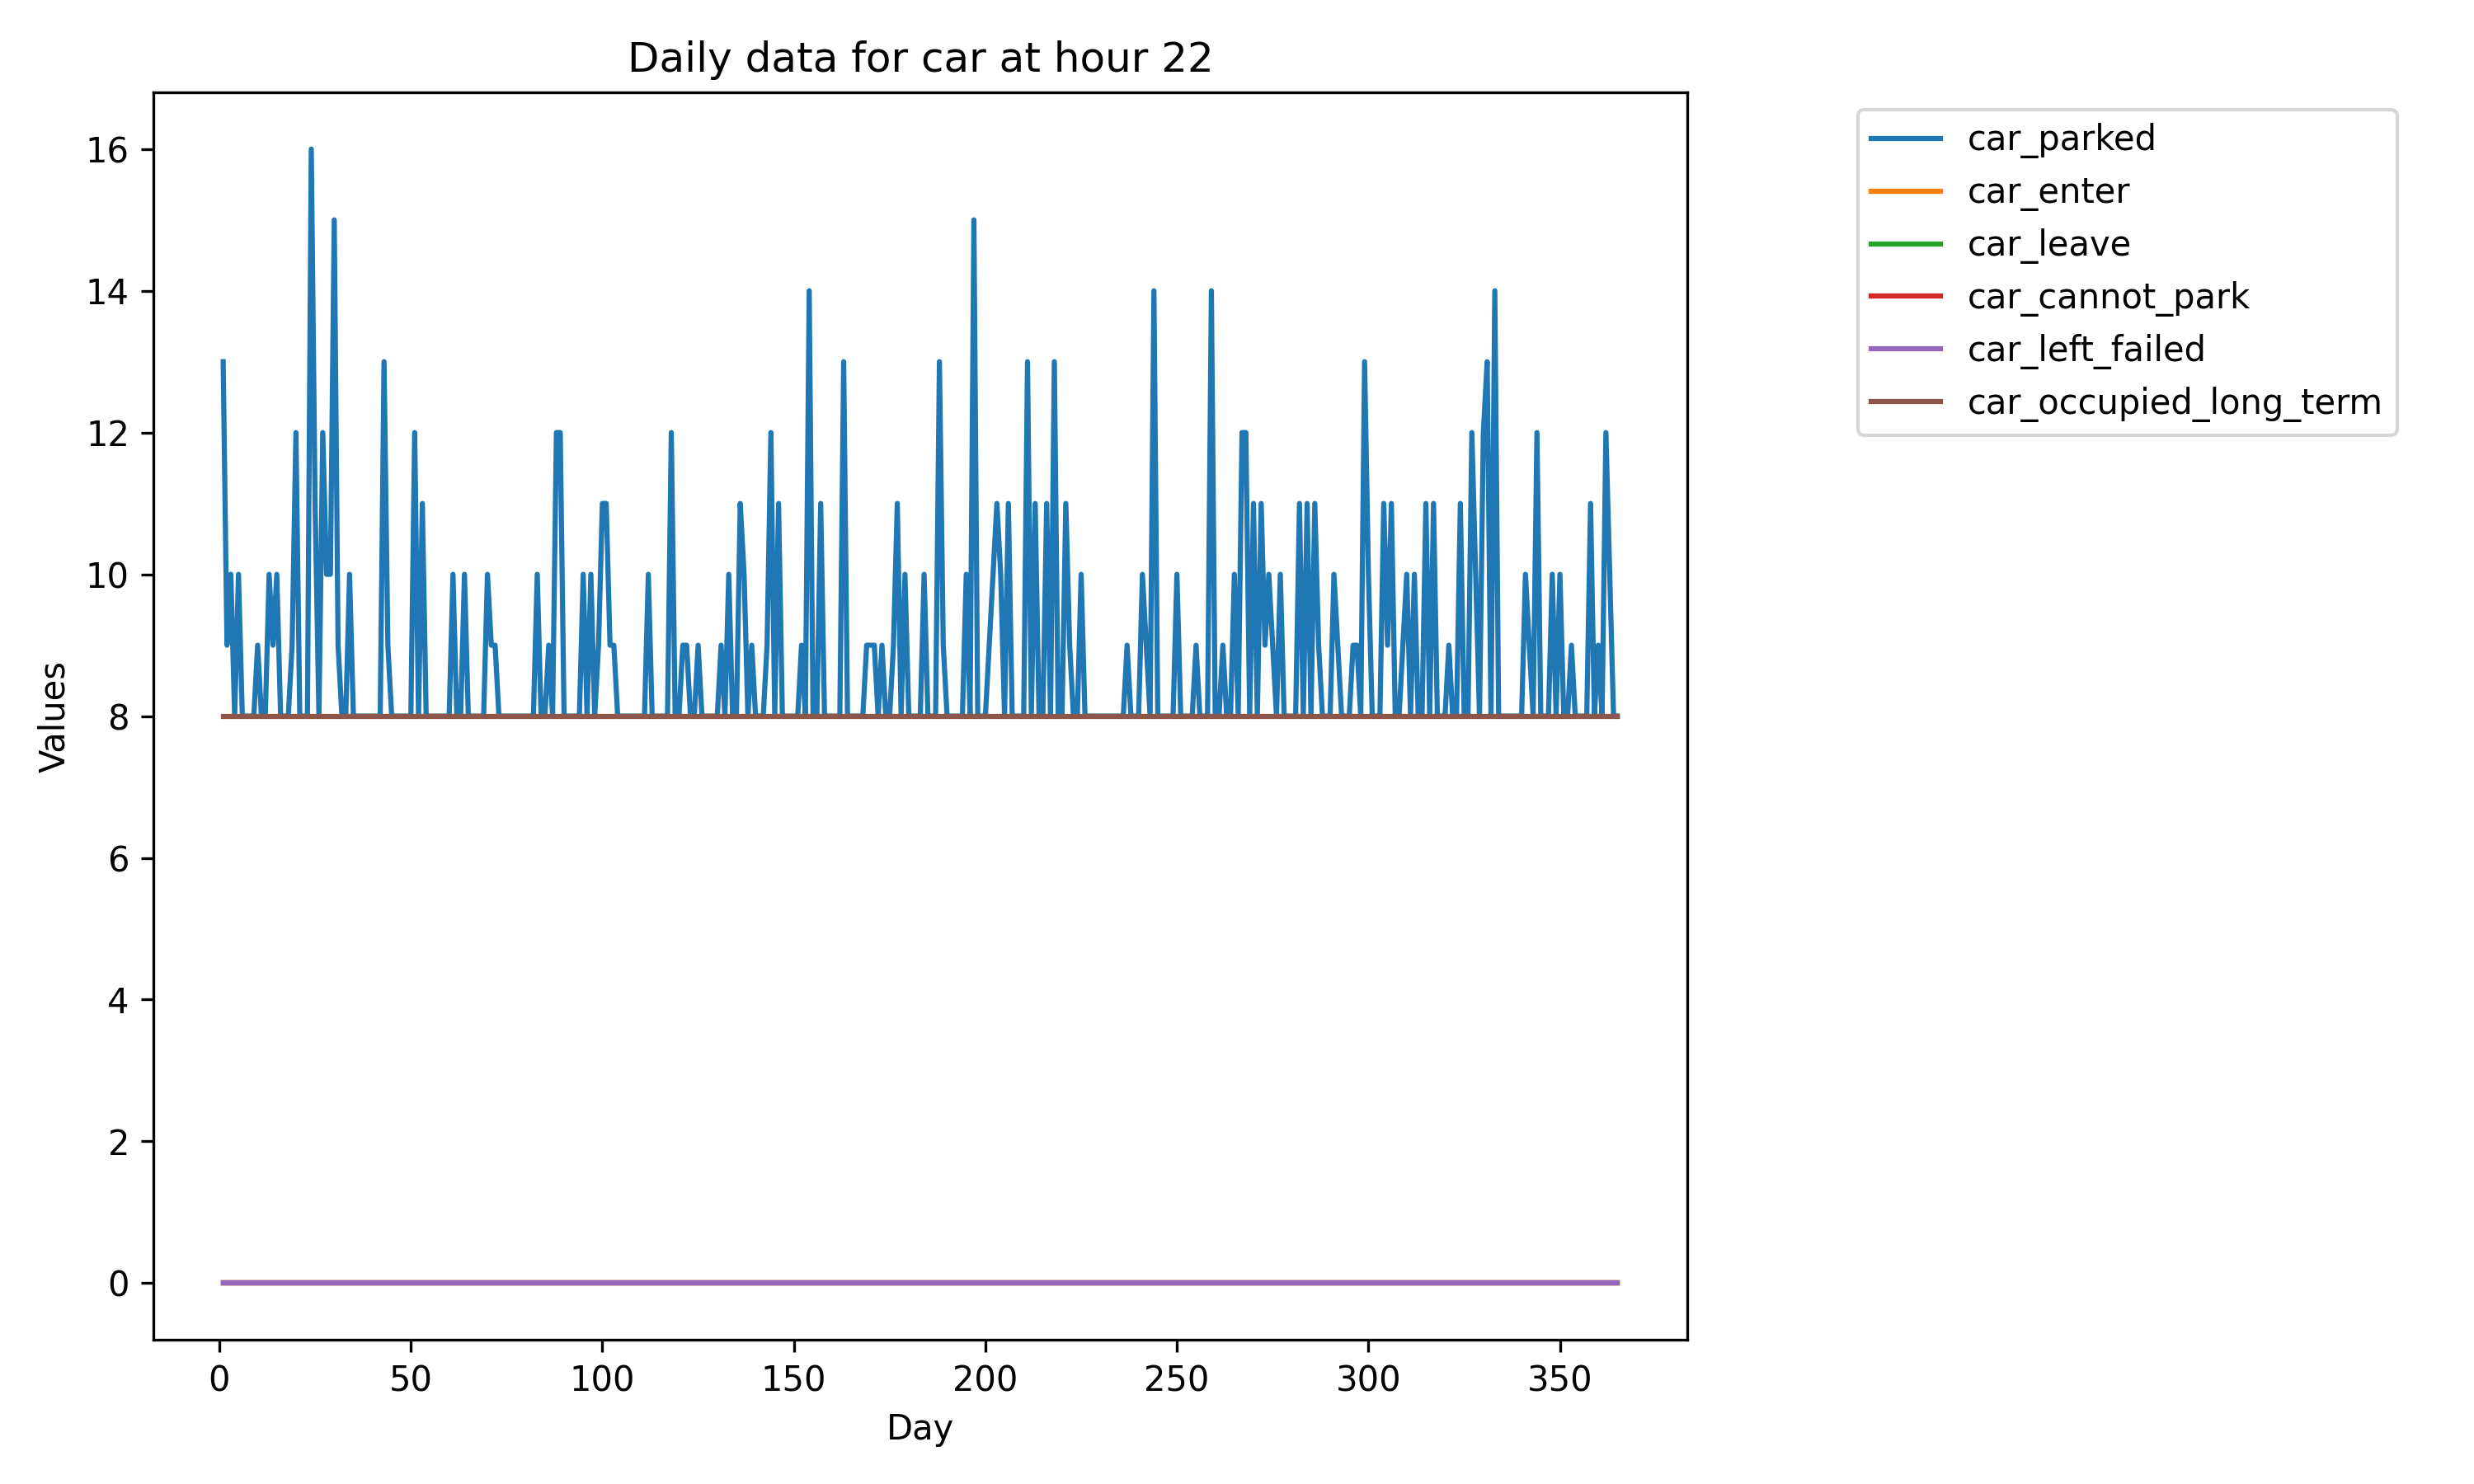 Daily data for car at hour 22
car_parked
car_enter
car_leave
car_cannot_park
car_left_failed
car_occupied_long_term
16
14
12
10
8
6
4
2
0
Values
0 50 100 150 200 250 300 350
Day